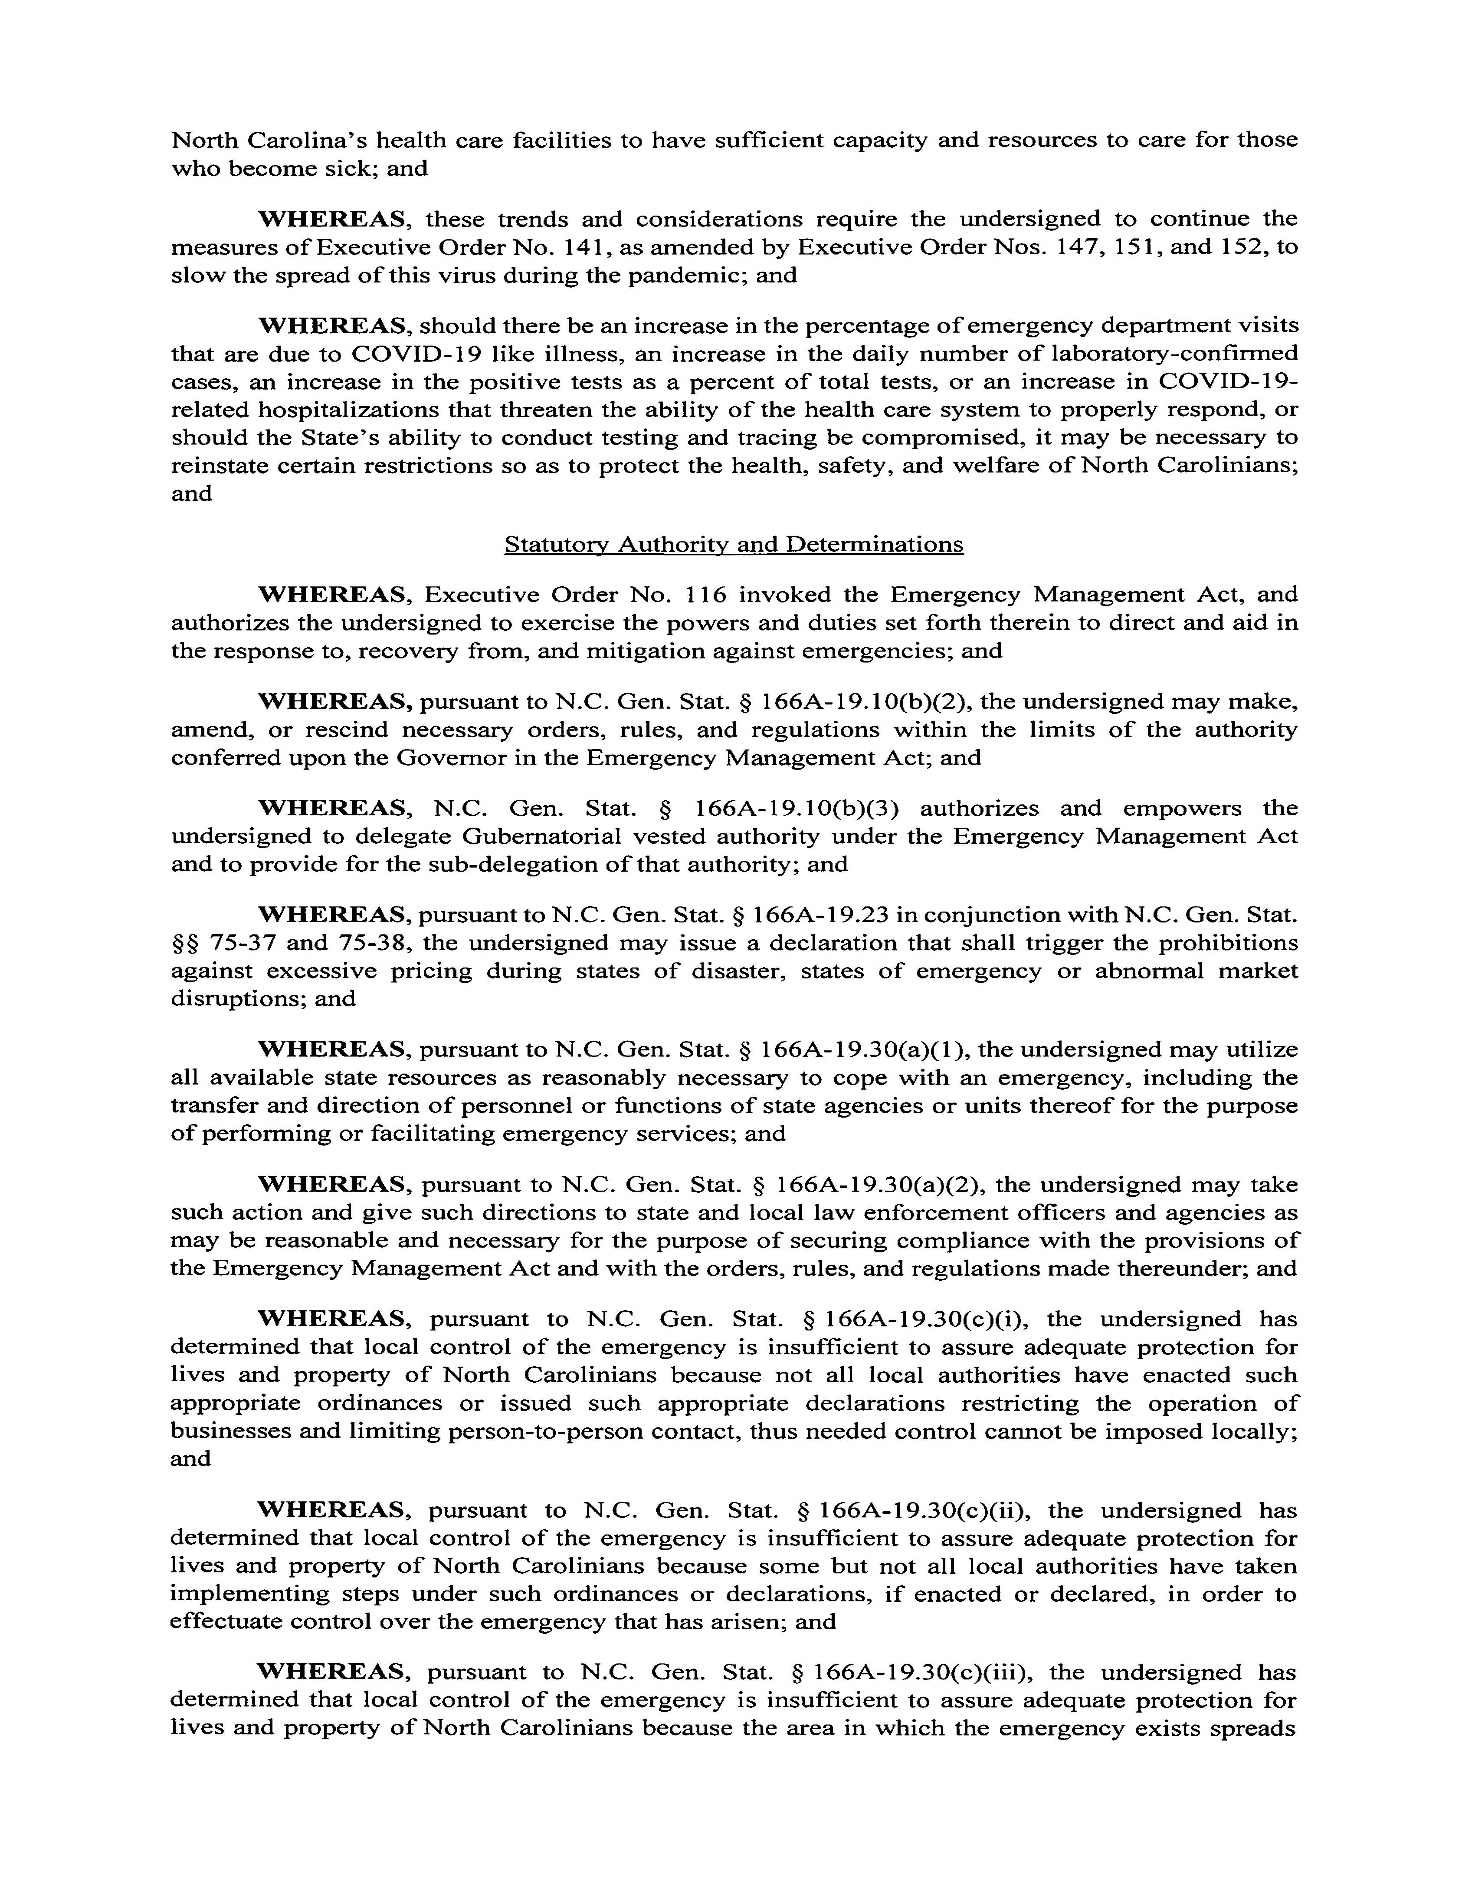 North Carolina's health care facilities to have sufficient capacity and resources to care for those
who become sick; and
WHEREAS, these trends and considerations require the undersigned to continue the
measures of Executive Order No. 141, as amended by Executive Order Nos. 147, 151, and 152, to
slow the spread of this virus during the pandemic; and
WHEREAS, should there be an increase in the percentage of emergency department visits
that are due to COVID-19 like illness, an increase in the daily number of laboratory-confirmed
cases, an increase in the positive tests as a percent of total tests, or an increase in COVID-19-
related hospitalizations that threaten the ability of the health care system to properly respond, or
should the State's ability to conduct testing and tracing be compromised, it may be necessary to
reinstate certain restrictions so as to protect the health, safety, and welfare of North Carolinians;
and
Statutory Authority and Determinations
WHEREAS, Executive Order No. 116 invoked the Emergency Management Act, and
authorizes the undersigned to exercise the powers and duties set forth therein to direct and aid in
the response to, recovery from, and mitigation against emergencies; and
WHEREAS, pursuant to N.C. Gen. Stat. § 166A-19.10(b)(2), the undersigned may make,
amend, or rescind necessary orders, rules, and regulations within the limits of the authority
conferred upon the Governor in the Emergency Management Act; and
WHEREAS, N.C. Gen. Stat. § 166A-19.10(b)(3) authorizes and empowers the
undersigned to delegate Gubernatorial vested authority under the Emergency Management Act
and to provide for the sub-delegation of that authority; and
WHEREAS, pursuant to N.C. Gen. Stat. § 166A-19.23 in conjunction with N.C. Gen. Stat.
§§ 75-37 and 75-38, the undersigned may issue a declaration that shall trigger the prohibitions
against excessive pricing during states of disaster, states of emergency or abnormal market
disruptions; and
WHEREAS, pursuant to N.C. Gen. Stat. § 166A-19.30(a)(1), the undersigned may utilize
all available state resources as reasonably necessary to cope with an emergency, including the
transfer and direction of personnel or functions of state agencies or units thereof for the purpose
of performing or facilitating emergency services; and
WHEREAS, pursuant to N.C. Gen. Stat. § 166A-19.30(a)(2), the undersigned may take
such action and give such directions to state and local law enforcement officers and agencies as
may be reasonable and necessary for the purpose of securing compliance with the provisions of
the Emergency Management Act and with the orders, rules, and regulations made thereunder; and
WHEREAS, pursuant to N.C. Gen. Stat. § 166A-19.30(c)(i), the undersigned has
determined that local control of the emergency is insufficient to assure adequate protection for
lives and property of North Carolinians because not all local authorities have enacted such
appropriate ordinances or issued such appropriate declarations restricting the operation of
businesses and limiting person-to-person contact, thus needed control cannot be imposed locally;
and
WHEREAS, pursuant to N.C. Gen. Stat. § 166A-19.30(c)(ii), the undersigned has
determined that local control of the emergency is insufficient to assure adequate protection for
lives and property of North Carolinians because some but not all local authorities have taken
implementing steps under such ordinances or declarations, if enacted or declared, in order to
effectuate control over the emergency that has arisen; and
WHEREAS, pursuant to N.C. Gen. Stat. § 166A-19.30(c)(iii), the undersigned has
determined that local control of the emergency is insufficient to assure adequate protection for
lives and property of North Carolinians because the area in which the emergency exists spreads